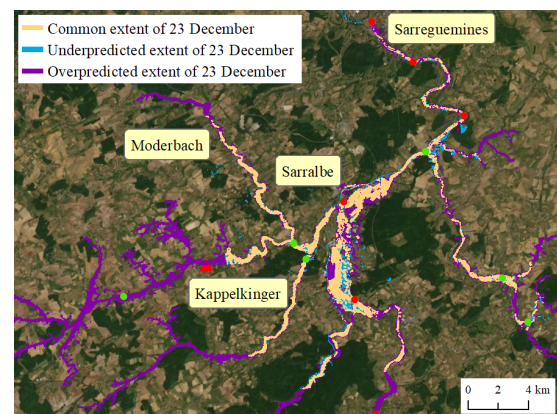 Common extent of 23 December
Underpredicted extent of 23 December
Overpredicted extent of 23 December
Sarreguemines
Moderbach
Sarralbe
Kappelkinger
0 2 4 km